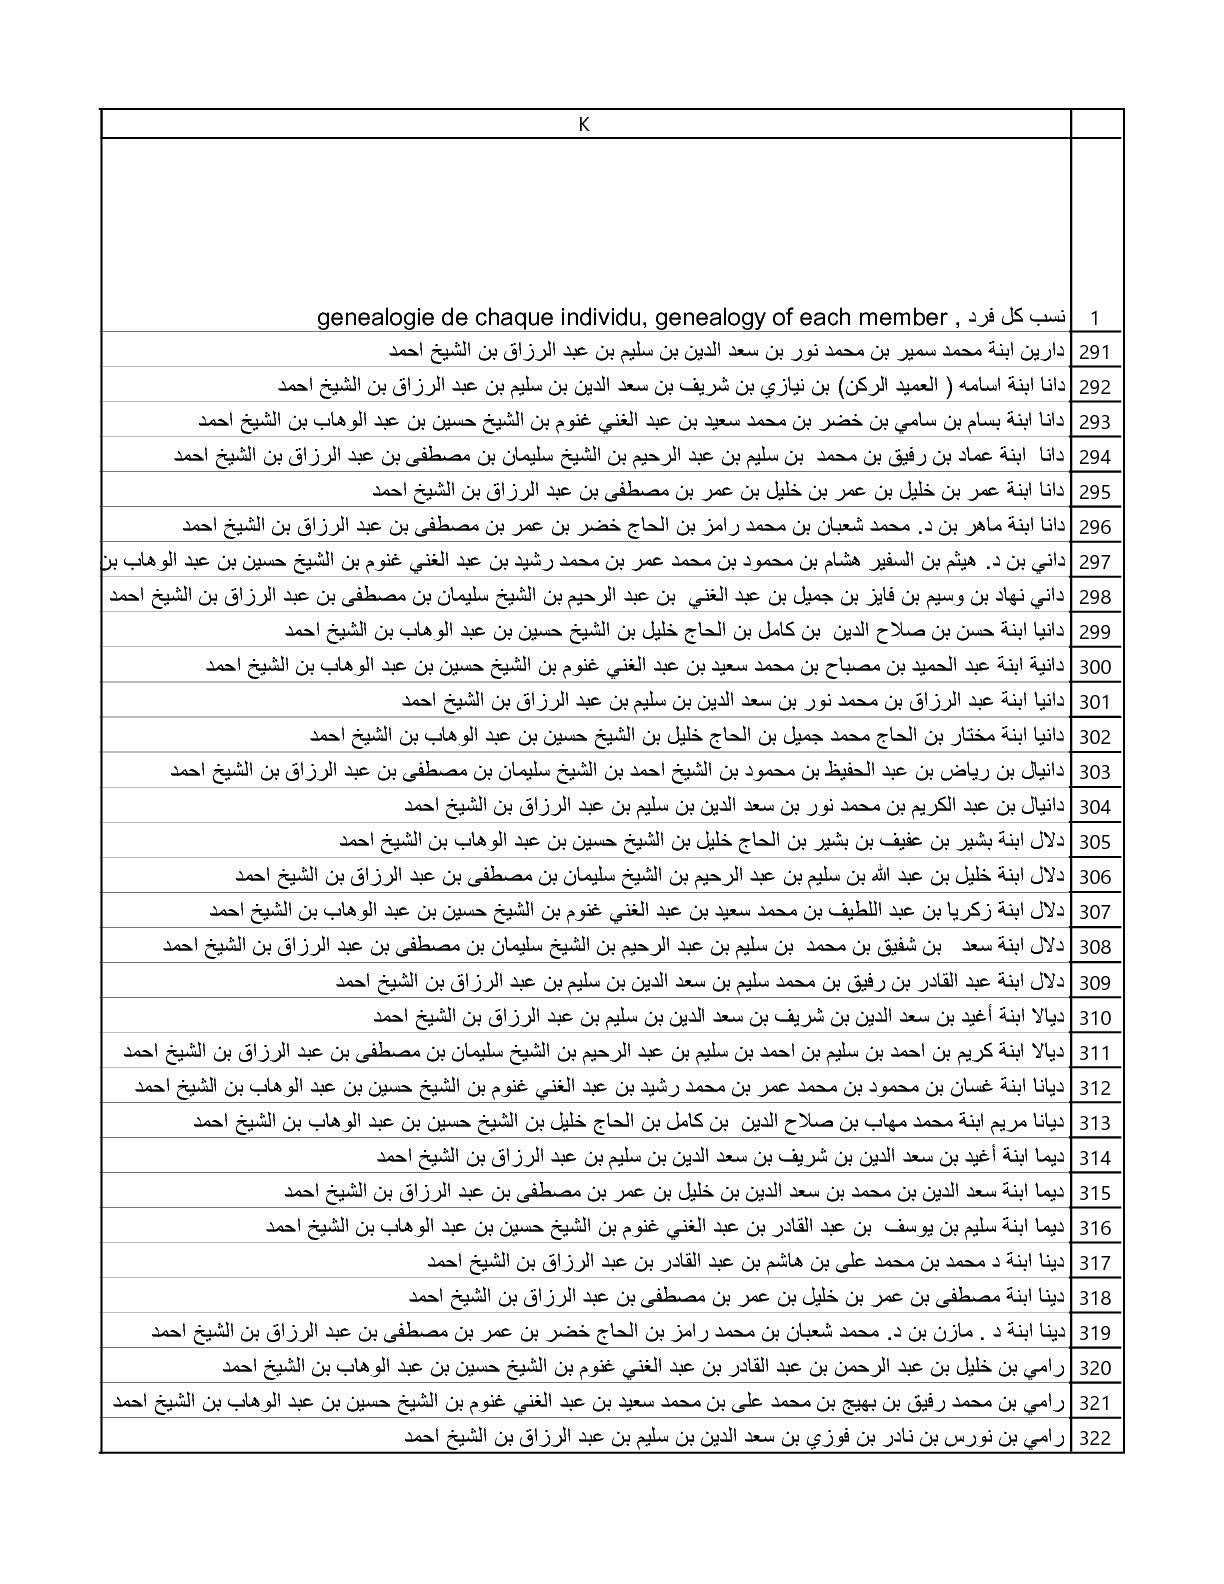 K
1 نسب كل فرد , genealogie de chaque individu, genealogy of each member
291 دارين ابنة محمد سمير بن محمد نور بن سعد الدين بن سليم بن عبد الرزاق بن الشيخ احمد
292 دانا ابنة اسامه ( العميد الركن) بن نيازي بن شريف بن سعد الدين بن سليم بن عبد الرزاق بن الشيخ احمد
293 دانا ابنة بسام بن سامي بن خضر بن محمد سعيد بن عبد الغني غنوم بن الشيخ حسين بن عبد الوهاب بن الشيخ احمد
294 دانا ابنة عماد بن رفيق بن محمد بن سليم بن عبد الرحيم بن الشيخ سليمان بن مصطفى بن عبد الرزاق بن الشيخ احمد
295 دانا ابنة عمر بن خليل بن عمر بن خليل بن عمر بن مصطفى بن عبد الرزاق بن الشيخ احمد
296 دانا ابنة ماهر بن د. محمد شعبان بن محمد رامز بن الحاج خضر بن عمر بن مصطفى بن عبد الرزاق بن الشيخ احمد
297 داني بن د. هيثم بن السفير هشام بن محمود بن محمد عمر بن محمد رشيد بن عبد الغني غنوم بن الشيخ حسين بن عبد الوهاب بن
298 داني نهاد بن وسيم بن فايز بن جميل بن عبد الغني بن عبد الرحيم بن الشيخ سليمان بن مصطفى بن عبد الرزاق بن الشيخ احمد
299 دانيا ابنة حسن بن صلاح الدين بن كامل بن الحاج خليل بن الشيخ حسين بن عبد الوهاب بن الشيخ احمد
300 دانية ابنة عبد الحميد بن مصباح بن محمد سعيد بن عبد الغني غنوم بن الشيخ حسين بن عبد الوهاب بن الشيخ احمد
301 دانيا ابنة عبد الرزاق بن محمد نور بن سعد الدين بن سليم بن عبد الرزاق بن الشيخ احمد
302 دانيا ابنة مختار بن الحاج محمد جميل بن الحاج خليل بن الشيخ حسين بن عبد الوهاب بن الشيخ احمد
303 دانيال بن رياض بن عبد الحفيظ بن محمود بن الشيخ احمد بن الشيخ سليمان بن مصطفى بن عبد الرزاق بن الشيخ احمد
304 دانيال بن عبد الكريم بن محمد نور بن سعد الدين بن سليم بن عبد الرزاق بن الشيخ احمد
305 دلال ابنة بشير بن عفيف بن بشير بن الحاج خليل بن الشيخ حسين بن عبد الوهاب بن الشيخ احمد
306 دلال ابنة خليل بن عبد الله بن سليم بن عبد الرحيم بن الشيخ سليمان بن مصطفى بن عبد الرزاق بن الشيخ احمد
307 دلال ابنة زكريا بن عبد اللطيف بن محمد سعيد بن عبد الغني غنوم بن الشيخ حسين بن عبد الوهاب بن الشيخ احمد
308 دلال ابنة سعد بن شفيق بن محمد بن سليم بن عبد الرحيم بن الشيخ سليمان بن مصطفى بن عبد الرزاق بن الشيخ احمد
309 دلال ابنة عبد القادر بن رفيق بن محمد سليم بن سعد الدين بن سليم بن عبد الرزاق بن الشيخ احمد
310 ديالا ابنة أغيد بن سعد الدين بن شريف بن سعد الدين بن سليم بن عبد الرزاق بن الشيخ احمد
311 ديالا ابنة كريم بن احمد بن سليم بن احمد بن سليم بن عبد الرحيم بن الشيخ سليمان بن مصطفى بن عبد الرزاق بن الشيخ احمد
312 ديانا ابنة غسان بن محمود بن محمد عمر بن محمد رشيد بن عبد الغني غنوم بن الشيخ حسين بن عبد الوهاب بن الشيخ احمد
313 ديانا مريم ابنة محمد مهاب بن صلاح الدين بن كامل بن الحاج خليل بن الشيخ حسين بن عبد الوهاب بن الشيخ احمد
314 ديما ابنة أغيد بن سعد الدين بن شريف بن سعد الدين بن سليم بن عبد الرزاق بن الشيخ احمد
315 ديما ابنة سعد الدين بن محمد بن سعد الدين بن خليل بن عمر بن مصطفى بن عبد الرزاق بن الشيخ احمد
316 ديما ابنة سليم بن يوسف بن عبد القادر بن عبد الغني غنوم بن الشيخ حسين بن عبد الوهاب بن الشيخ احمد
317 دينا ابنة د محمد بن محمد على بن هاشم بن عبد القادر بن عبد الرزاق بن الشيخ احمد
318 دينا ابنة مصطفى بن عمر بن خليل بن عمر بن مصطفى بن عبد الرزاق بن الشيخ احمد
319 دينا ابنة د . مازن بن د. محمد شعبان بن محمد رامز بن الحاج خضر بن عمر بن مصطفى بن عبد الرزاق بن الشيخ احمد
320 رامي بن خليل بن عبد الرحمن بن عبد القادر بن عبد الغني غنوم بن الشيخ حسين بن عبد الوهاب بن الشيخ احمد
321 رامي بن محمد رفيق بن بهيج بن محمد على بن محمد سعيد بن عبد الغني غنوم بن الشيخ حسين بن عبد الوهاب بن الشيخ احمد
322 رامي بن نورس بن نادر بن فوزي بن سعد الدين بن سليم بن عبد الرزاق بن الشيخ احمد